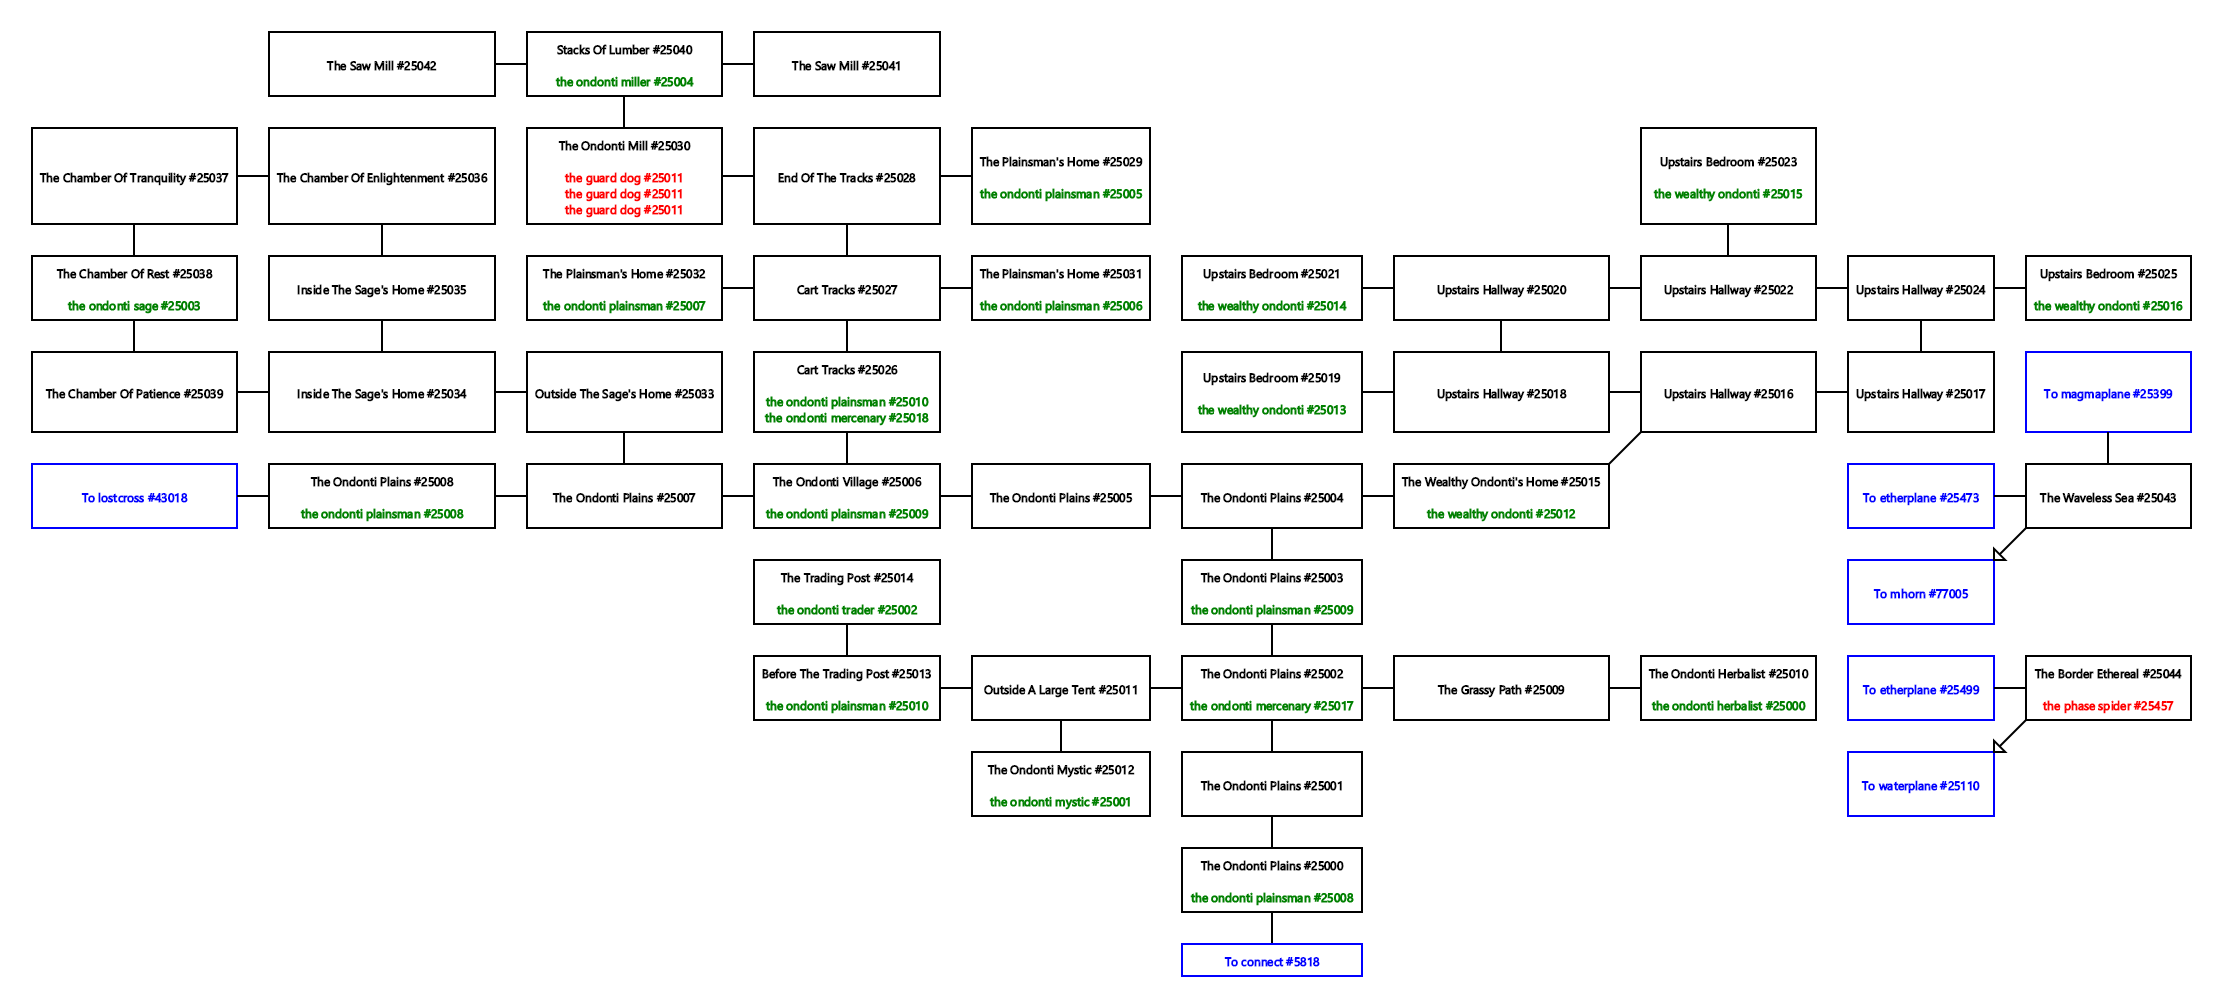 Stacks Of Lumber #25040
The Saw Mill #25042
The Saw Mill #25041
the ondonti miller #25004
The Ondonti Mill #25030
the guard dog #25011
the guard dog #25011
the guard dog #25011
The Chamber Of Tranquility #25037
The Chamber Of Enlightenment #25036
End Of The Tracks #25028
The Plainsman's Home #25029
the ondonti plainsman #25005
Upstairs Bedroom #25023
the wealthy ondonti #25015
The Chamber Of Rest #25038
the ondonti sage #25003
Inside The Sage's Home #25035
The Plainsman's Home #25032
the ondonti plainsman #25007
Cart Tracks #25027
The Plainsman's Home #25031
the ondonti plainsman #25006
Upstairs Bedroom #25021
the wealthy ondonti #25014
Upstairs Hallway #25020
Upstairs Hallway #25022
Upstairs Hallway #25024
Upstairs Bedroom #25025
the wealthy ondonti #25016
The Chamber Of Patience #25039
Inside The Sage's Home #25034
Outside The Sage's Home #25033
Cart Tracks #25026
the ondonti plainsman #25010
the ondonti mercenary #25018
Upstairs Bedroom #25019
the wealthy ondonti #25013
Upstairs Hallway #25018
Upstairs Hallway #25016
Upstairs Hallway #25017
To magmaplane #25399
To lostcross #43018
The Ondonti Plains #25008
the ondonti plainsman #25008
The Ondonti Plains #25007
The Ondonti Village #25006
the ondonti plainsman #25009
The Ondonti Plains #25005
The Ondonti Plains #25004
The Wealthy Ondonti's Home #25015
the wealthy ondonti #25012
To etherplane #25473
The Waveless Sea #25043
The Trading Post #25014
the ondonti trader #25002
The Ondonti Plains #25003
the ondonti plainsman #25009
To mhorn #77005
Before The Trading Post #25013
the ondonti plainsman #25010
Outside A Large Tent #25011
The Ondonti Plains #25002
the ondonti mercenary #25017
The Grassy Path #25009
The Ondonti Herbalist #25010
the ondonti herbalist #25000
To etherplane #25499
The Border Ethereal #25044
the phase spider #25457
The Ondonti Mystic #25012
the ondonti mystic #25001
The Ondonti Plains #25001
To waterplane #25110
The Ondonti Plains #25000
the ondonti plainsman #25008
To connect #5818